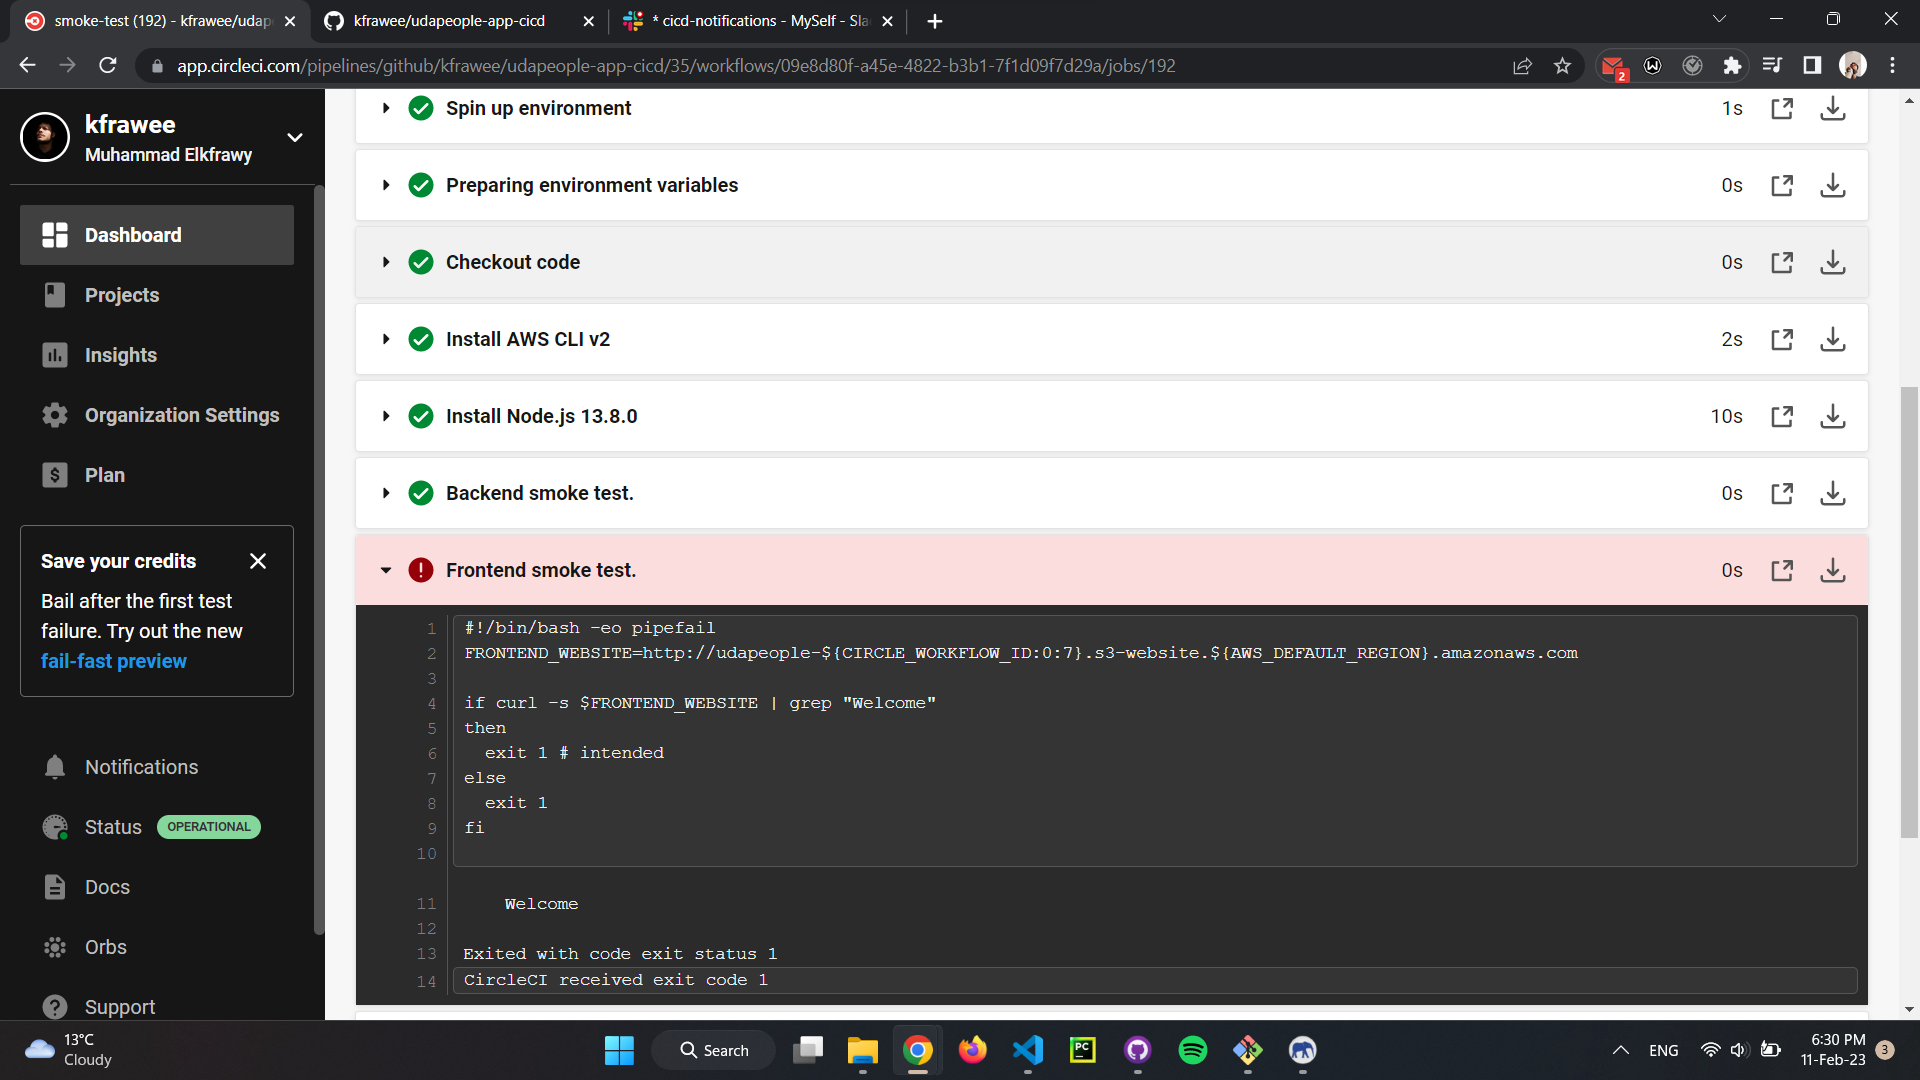 smoke-test (192) - kfrawee/udap
kfrawee/udapeople-app-cicd
* cicd-notifications - MySelf - Sla
app.circleci.com/pipelines/github/kfrawee/udapeople-app-cicd/35/workflows/09e8d80f-a45e-4822-b3b1-7f1d09f7d29a/jobs/192
2
kfrawee
Muhammad Elkfrawy
Dashboard
Projects
Insights
Organization Settings
Plan
Save your credits
Bail after the first test
failure. Try out the new
fail-fast preview
Notifications
Status OPERATIONAL
Docs
Orbs
Support
Spin up environment 1s
Preparing environment variables 0s
Checkout code 0s
Install AWS CLI v2 2s
Install Node.js 13.8.0 10s
Backend smoke test. 0s
Frontend smoke test. 0s
1 #!/bin/bash -eo pipefail
2 FRONTEND_WEBSITE=http://udapeople-${CIRCLE_WORKFLOW_ID:0:7}.s3-website.${AWS_DEFAULT_REGION}.amazonaws.com
3
4 if curl -s $FRONTEND_WEBSITE | grep "Welcome"
5 then
6 exit 1 # intended
7 else
8 exit 1
9 fi
10
11 Welcome
12
13 Exited with code exit status 1
14 CircleCI received exit code 1
13°C
Cloudy
Search
PC
ENG
6:30 PM
11-Feb-23
3